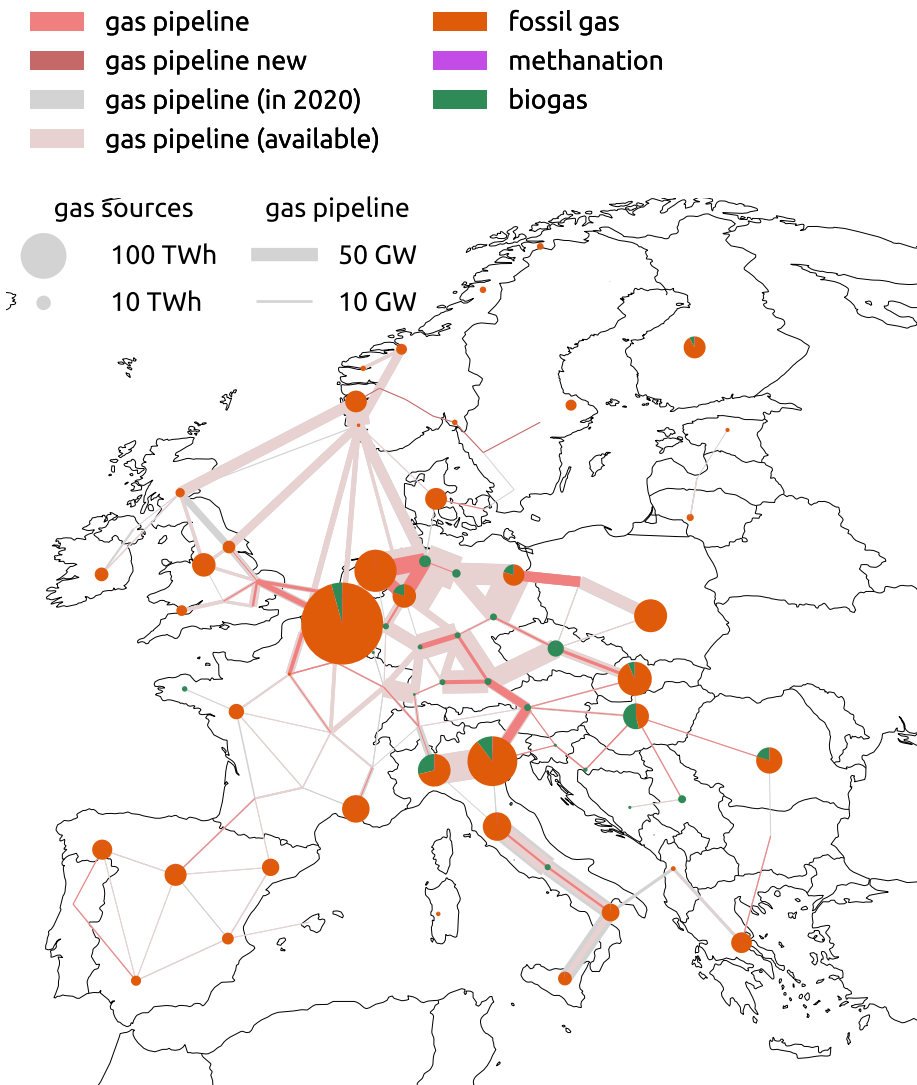 gas pipeline
gas pipeline new
gas pipeline (in 2020)
gas pipeline (available)
fossil gas
methanation
biogas
gas sources
100 TWh
10 TWh
gas pipeline
50 GW
10 GW